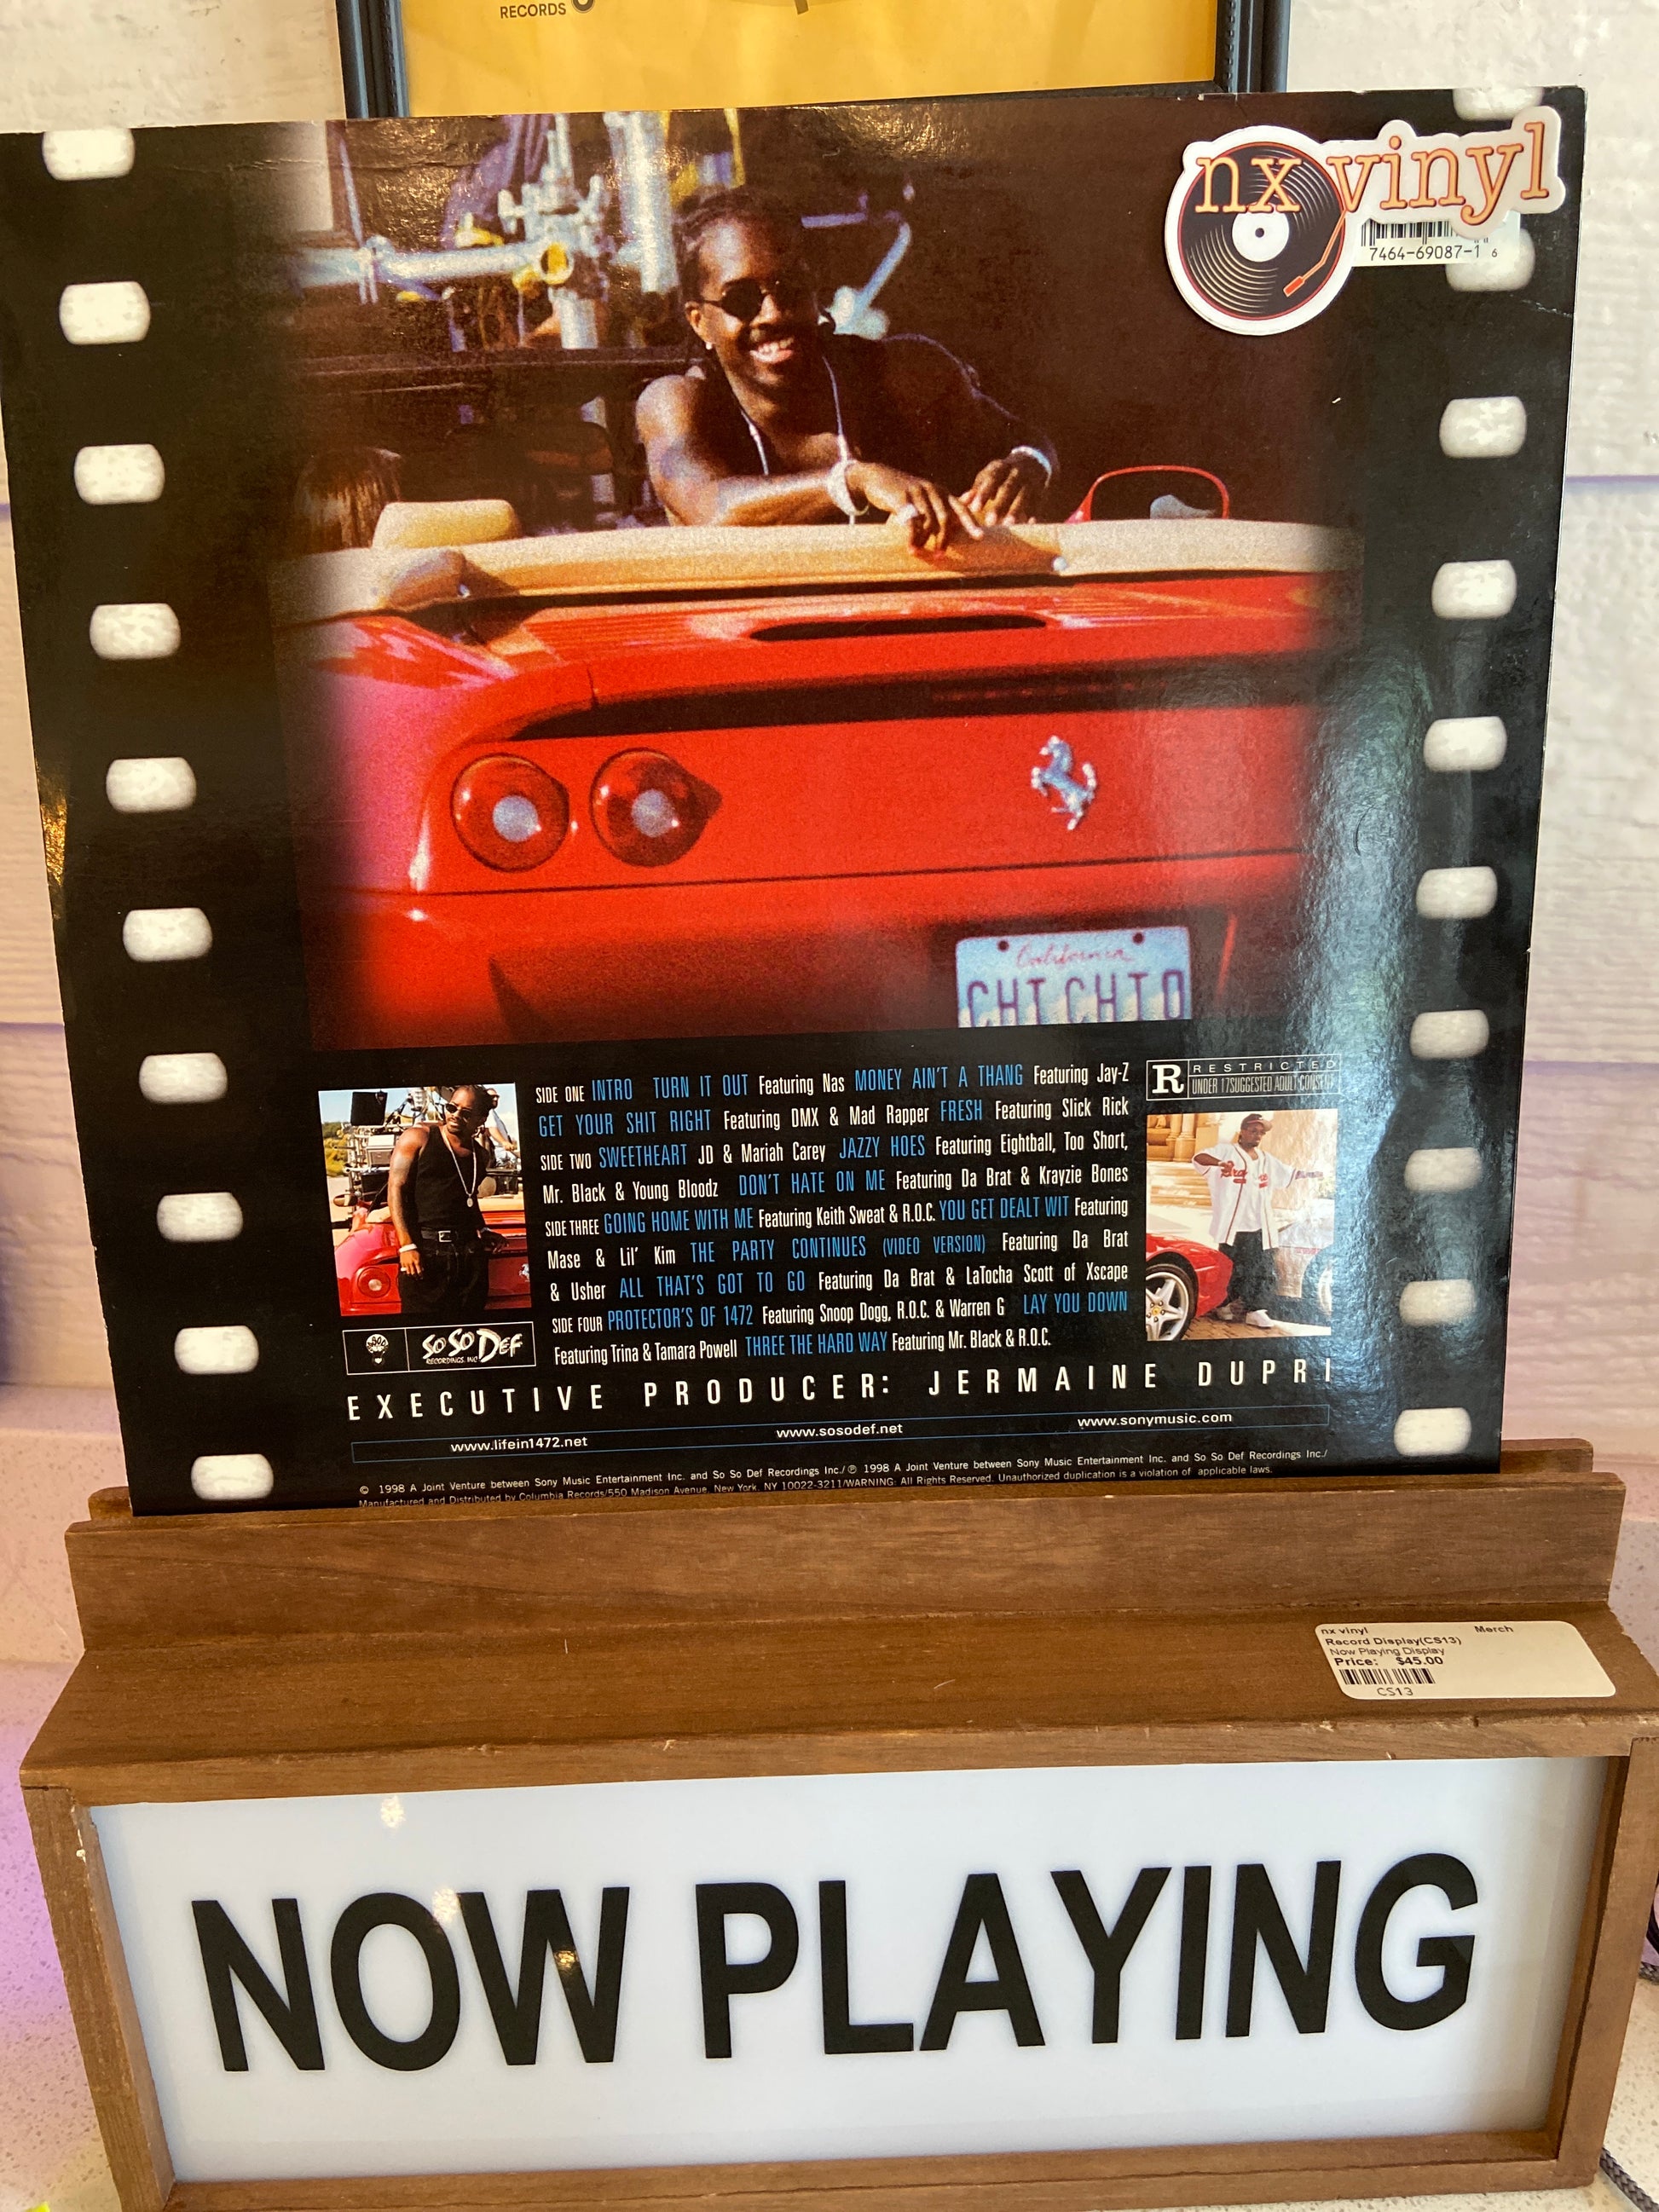 RECORDS
nx vinyl
7464-69087-1 6
California
CHI CHIO
SIDE ONE INTRO TURN IT OUT Featuring Nas MONEY AIN'T A THANG Featuring Jay-Z
GET YOUR SHIT RIGHT Featuring DMX & Mad Rapper FRESH Featuring Slick Rick
SIDE TWO SWEETHEART JD & Mariah Carey JAZZY HOES Featuring Eightball, Too Short,
Mr. Black & Young Bloodz DON'T HATE ON ME Featuring Da Brat & Krayzie Bones
SIDE THREE GOING HOME WITH ME Featuring Keith Sweat & R.O.C. YOU GET DEALT WIT Featuring
Mase & Lil' Kim THE PARTY CONTINUES (VIDEO VERSION) Featuring Da Brat
& Usher ALL THAT'S GOT TO GO Featuring Da Brat & LaTocha Scott of Xscape
SIDE FOUR PROTECTOR'S OF 1472 Featuring Snoop Dogg, R.O.C. & Warren G LAY YOU DOWN
Featuring Trina & Tamara Powell THREE THE HARD WAY Featuring Mr. Black & R.O.C.
R RESTRICTED
UNDER 17 SUGGESTED ADULT CONSENT
Braves
SO SO DEF
RECORDINGS, INC.
EXECUTIVE PRODUCER: JERMAINE DUPRI
www.lifein1472.net www.sosodef.net www.sonymusic.com
© 1998 A Joint Venture between Sony Music Entertainment Inc. and So So Def Recordings Inc./℗ 1998 A Joint Venture between Sony Music Entertainment Inc. and So So Def Recordings Inc./
Manufactured and Distributed by Columbia Records/550 Madison Avenue, New York, NY 10022-3211/WARNING: All Rights Reserved. Unauthorized duplication is a violation of applicable laws.
nx vinyl Merch
Record Display(CS13)
Now Playing Display
Price: $45.00
CS13
NOW PLAYING